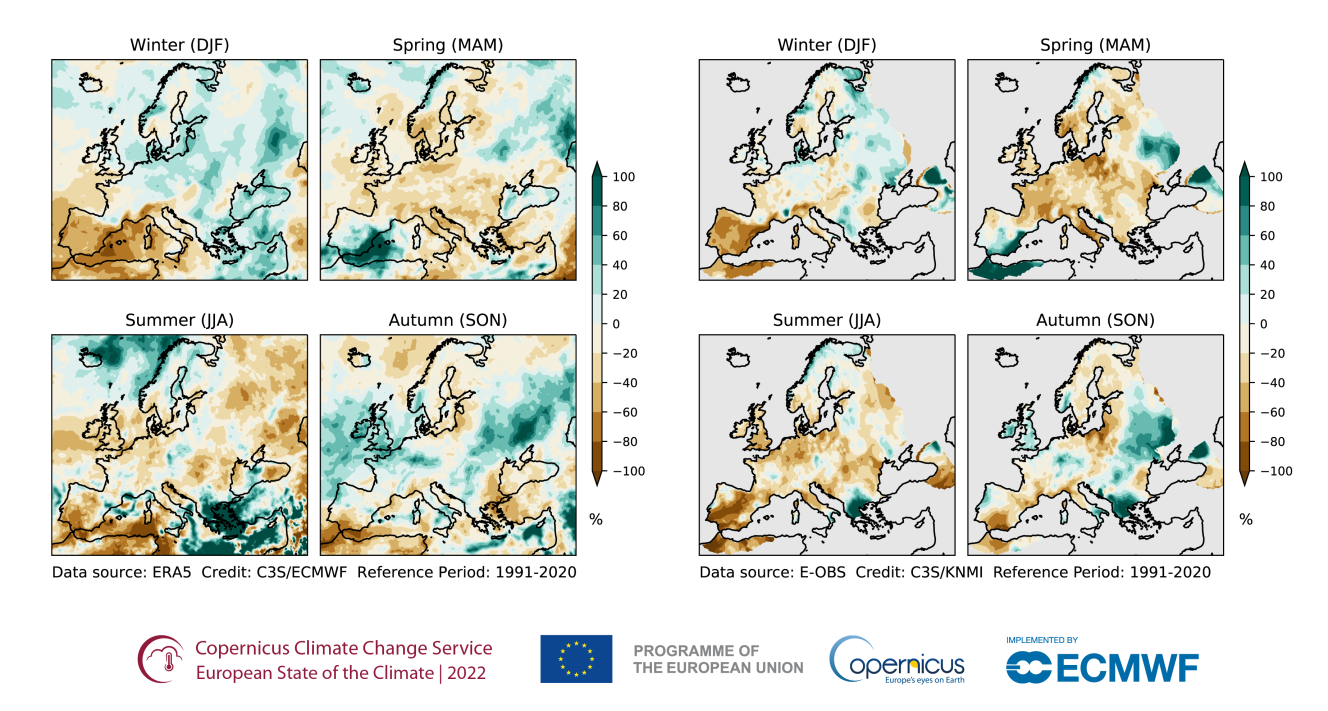 Winter (DJF)
Spring (MAM)
Winter (DJF)
Spring (MAM)
100
80
60
40
20
0
−20
−40
−60
−80
−100
%
100
80
60
40
20
0
−20
−40
−60
−80
−100
%
Summer (JJA)
Autumn (SON)
Summer (JJA)
Autumn (SON)
Data source: ERA5 Credit: C3S/ECMWF Reference Period: 1991-2020
Data source: E-OBS Credit: C3S/KNMI Reference Period: 1991-2020
Copernicus Climate Change Service
European State of the Climate | 2022
PROGRAMME OF
THE EUROPEAN UNION
opernicus
Europe's eyes on Earth
IMPLEMENTED BY
ECMWF